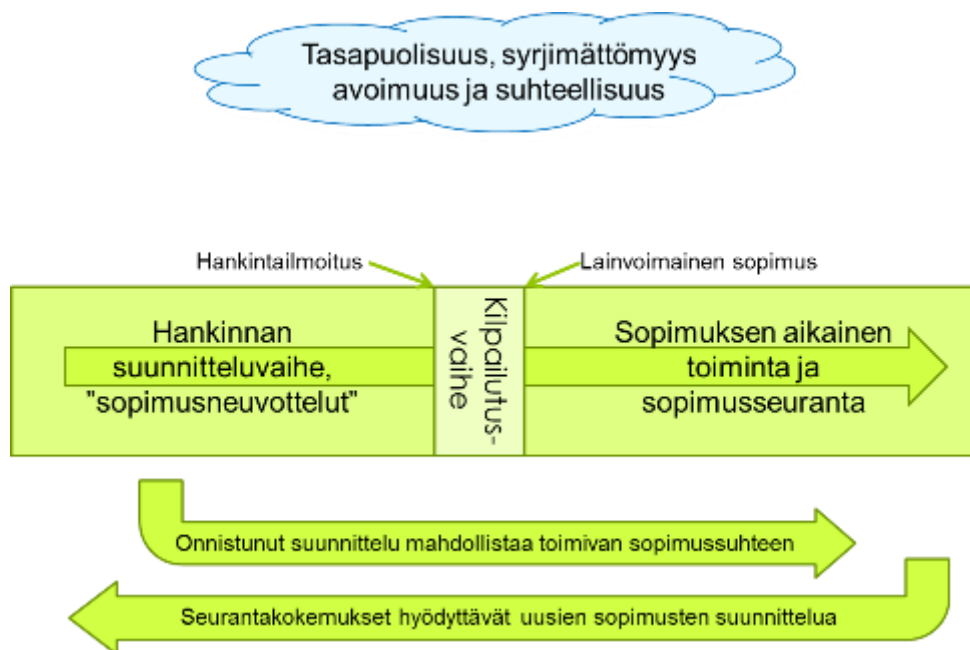 Tasapuolisuus, syrjimättömyys
avoimuus ja suhteellisuus
Hankintailmoitus
Lainvoimainen sopimus
Hankinnan
suunnitteluvaihe,
"sopimusneuvottelut"
Kilpailutus-
vaihe
Sopimuksen aikainen
toiminta ja
sopimusseuranta
Onnistunut suunnittelu mahdollistaa toimivan sopimussuhteen
Seurantakokemukset hyödyttävät uusien sopimusten suunnittelua